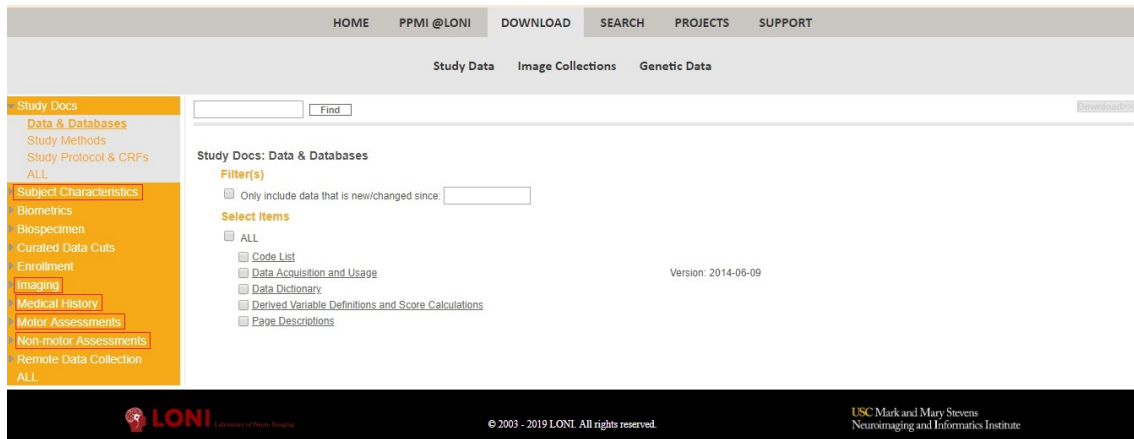 HOME PPMI @LONI DOWNLOAD SEARCH PROJECTS SUPPORT
Study Data Image Collections Genetic Data
Study Docs
Data & Databases
Study Methods
Study Protocol & CRFs
ALL
Subject Characteristics
Biometrics
Biospecimen
Curated Data Cuts
Enrollment
Imaging
Medical History
Motor Assessments
Non-motor Assessments
Remote Data Collection
ALL
Find
Download>>
Study Docs: Data & Databases
Filter(s)
Only include data that is new/changed since:
Select Items
ALL
Code List
Data Acquisition and Usage Version: 2014-06-09
Data Dictionary
Derived Variable Definitions and Score Calculations
Page Descriptions
LONI Laboratory of Neuro Imaging
© 2003 - 2019 LONI. All rights reserved.
USC Mark and Mary Stevens
Neuroimaging and Informatics Institute